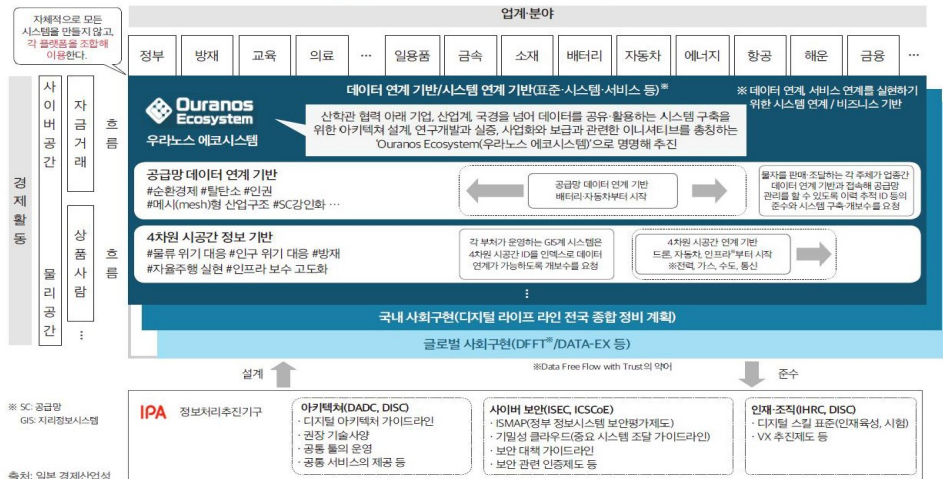 업계·분야
자체적으로 모든
시스템을 만들지 않고,
각 플랫폼을 조합해
이용한다.
정부 방재 교육 의료 … 일용품 금속 소재 배터리 자동차 에너지 항공 해운 금융 …
경제활동
사이버공간
물리공간
자금거래
흐름
상품사람
⋮
흐름
Ouranos
Ecosystem
우라노스 에코시스템
데이터 연계 기반/시스템 연계 기반(표준·시스템·서비스 등)※
※ 데이터 연계, 서비스 연계를 실현하기
위한 시스템 연계 / 비즈니스 기반
산학관 협력 아래 기업, 산업계, 국경을 넘어 데이터를 공유·활용하는 시스템 구축을
위한 아키텍처 설계, 연구개발과 실증, 사업화와 보급과 관련한 이니셔티브를 총칭하는
'Ouranos Ecosystem(우라노스 에코시스템)'으로 명명해 추진
공급망 데이터 연계 기반
#순환경제 #탈탄소 #인권
#메시(mesh)형 산업구조 #SC강인화 …
공급망 데이터 연계 기반
배터리·자동차부터 시작
물자를 판매·조달하는 각 주체가 업종간
데이터 연계 기반과 접속해 공급망
관리를 할 수 있도록 이력 추적 ID 등의
준수와 시스템 구축·개보수를 요청
4차원 시공간 정보 기반
#물류 위기 대응 #인구 위기 대응 #방재
#자율주행 실현 #인프라 보수 고도화
각 부처가 운영하는 GIS계 시스템은
4차원 시공간 ID를 인덱스로 데이터
연계가 가능하도록 개보수를 요청
4차원 시공간 연계 기반
드론, 자동차, 인프라※부터 시작
※전력, 가스, 수도, 통신
⋮
국내 사회구현(디지털 라이프 라인 전국 종합 정비 계획)
글로벌 사회구현(DFFT※/DATA-EX 등)
설계
※Data Free Flow with Trust의 약어
준수
※ SC: 공급망
GIS: 지리정보시스템
출처: 일본 경제산업성
IPA 정보처리추진기구
아키텍처(DADC, DISC)
· 디지털 아키텍처 가이드라인
· 권장 기술사양
· 공통 툴의 운영
· 공통 서비스의 제공 등
사이버 보안(ISEC, ICSCoE)
· ISMAP(정부 정보시스템 보안평가제도)
· 기밀성 클라우드(중요 시스템 조달 가이드라인)
· 보안 대책 가이드라인
· 보안 관련 인증제도 등
인재·조직(IHRC, DISC)
· 디지털 스킬 표준(인재육성, 시험)
· VX 추진제도 등